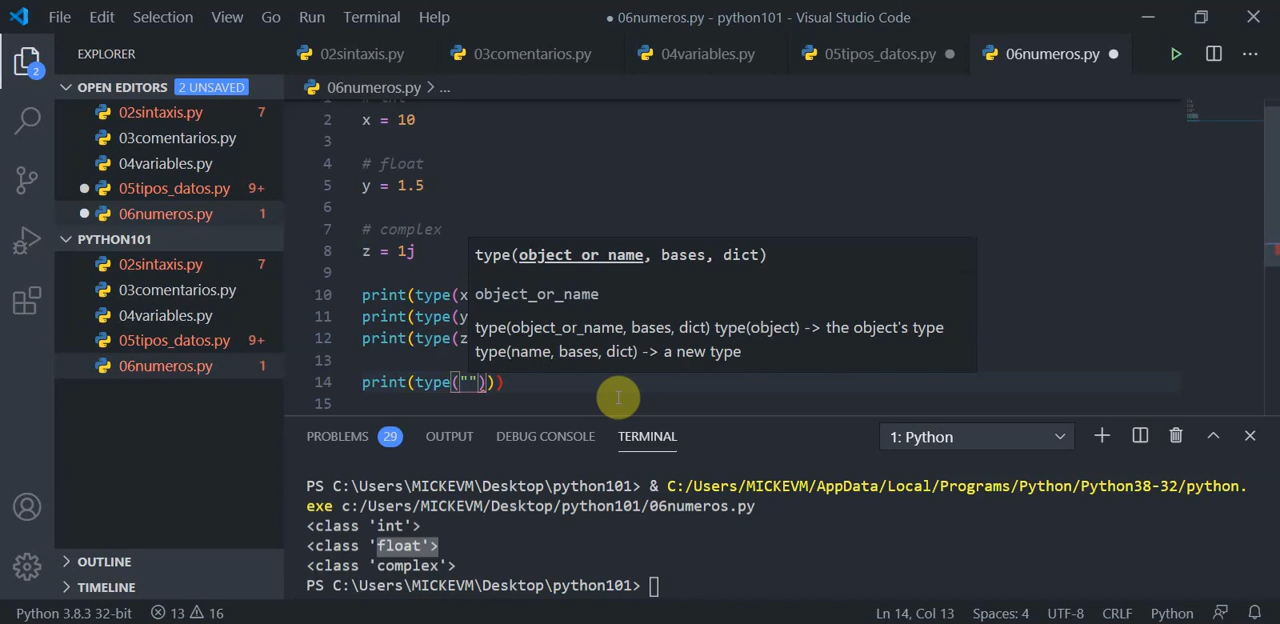 File Edit Selection View Go Run Terminal Help
● 06numeros.py - python101 - Visual Studio Code
2
EXPLORER
02sintaxis.py
03comentarios.py
04variables.py
05tipos_datos.py
06numeros.py
OPEN EDITORS 2 UNSAVED
02sintaxis.py 7
03comentarios.py
04variables.py
05tipos_datos.py 9+
06numeros.py 1
PYTHON101
02sintaxis.py 7
03comentarios.py
04variables.py
05tipos_datos.py 9+
06numeros.py 1
OUTLINE
TIMELINE
06numeros.py > ...
2 x = 10
3
4 # float
5 y = 1.5
6
7 # complex
8 z = 1j
9
10 print(type(x
11 print(type(y
12 print(type(z
13
14 print(type(""))
15
type(object_or_name, bases, dict)
object_or_name
type(object_or_name, bases, dict) type(object) -> the object's type
type(name, bases, dict) -> a new type
PROBLEMS 29 OUTPUT DEBUG CONSOLE TERMINAL
1: Python
PS C:\Users\MICKEVM\Desktop\python101> & C:/Users/MICKEVM/AppData/Local/Programs/Python/Python38-32/python.
exe c:/Users/MICKEVM/Desktop/python101/06numeros.py
<class 'int'>
<class 'float'>
<class 'complex'>
PS C:\Users\MICKEVM\Desktop\python101>
Python 3.8.3 32-bit 13 16
Ln 14, Col 13 Spaces: 4 UTF-8 CRLF Python